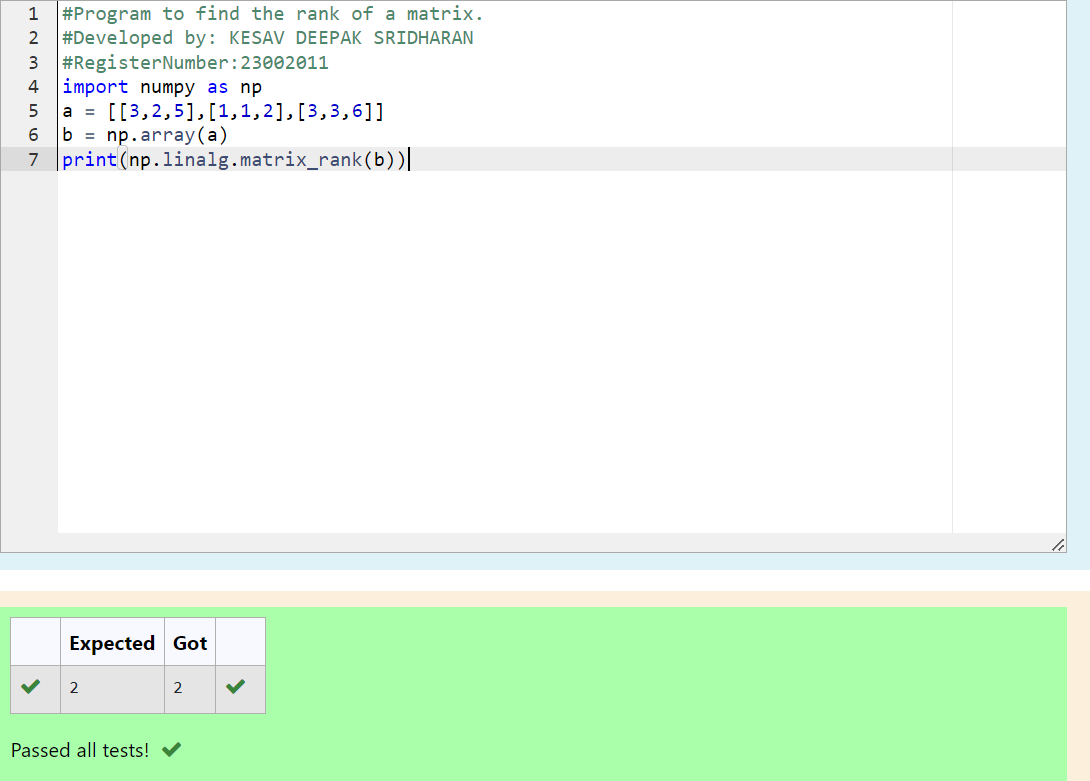 1 #Program to find the rank of a matrix.
2 #Developed by: KESAV DEEPAK SRIDHARAN
3 #RegisterNumber:23002011
4 import numpy as np
5 a = [[3,2,5],[1,1,2],[3,3,6]]
6 b = np.array(a)
7 print(np.linalg.matrix_rank(b))
Expected Got
2 2
Passed all tests!